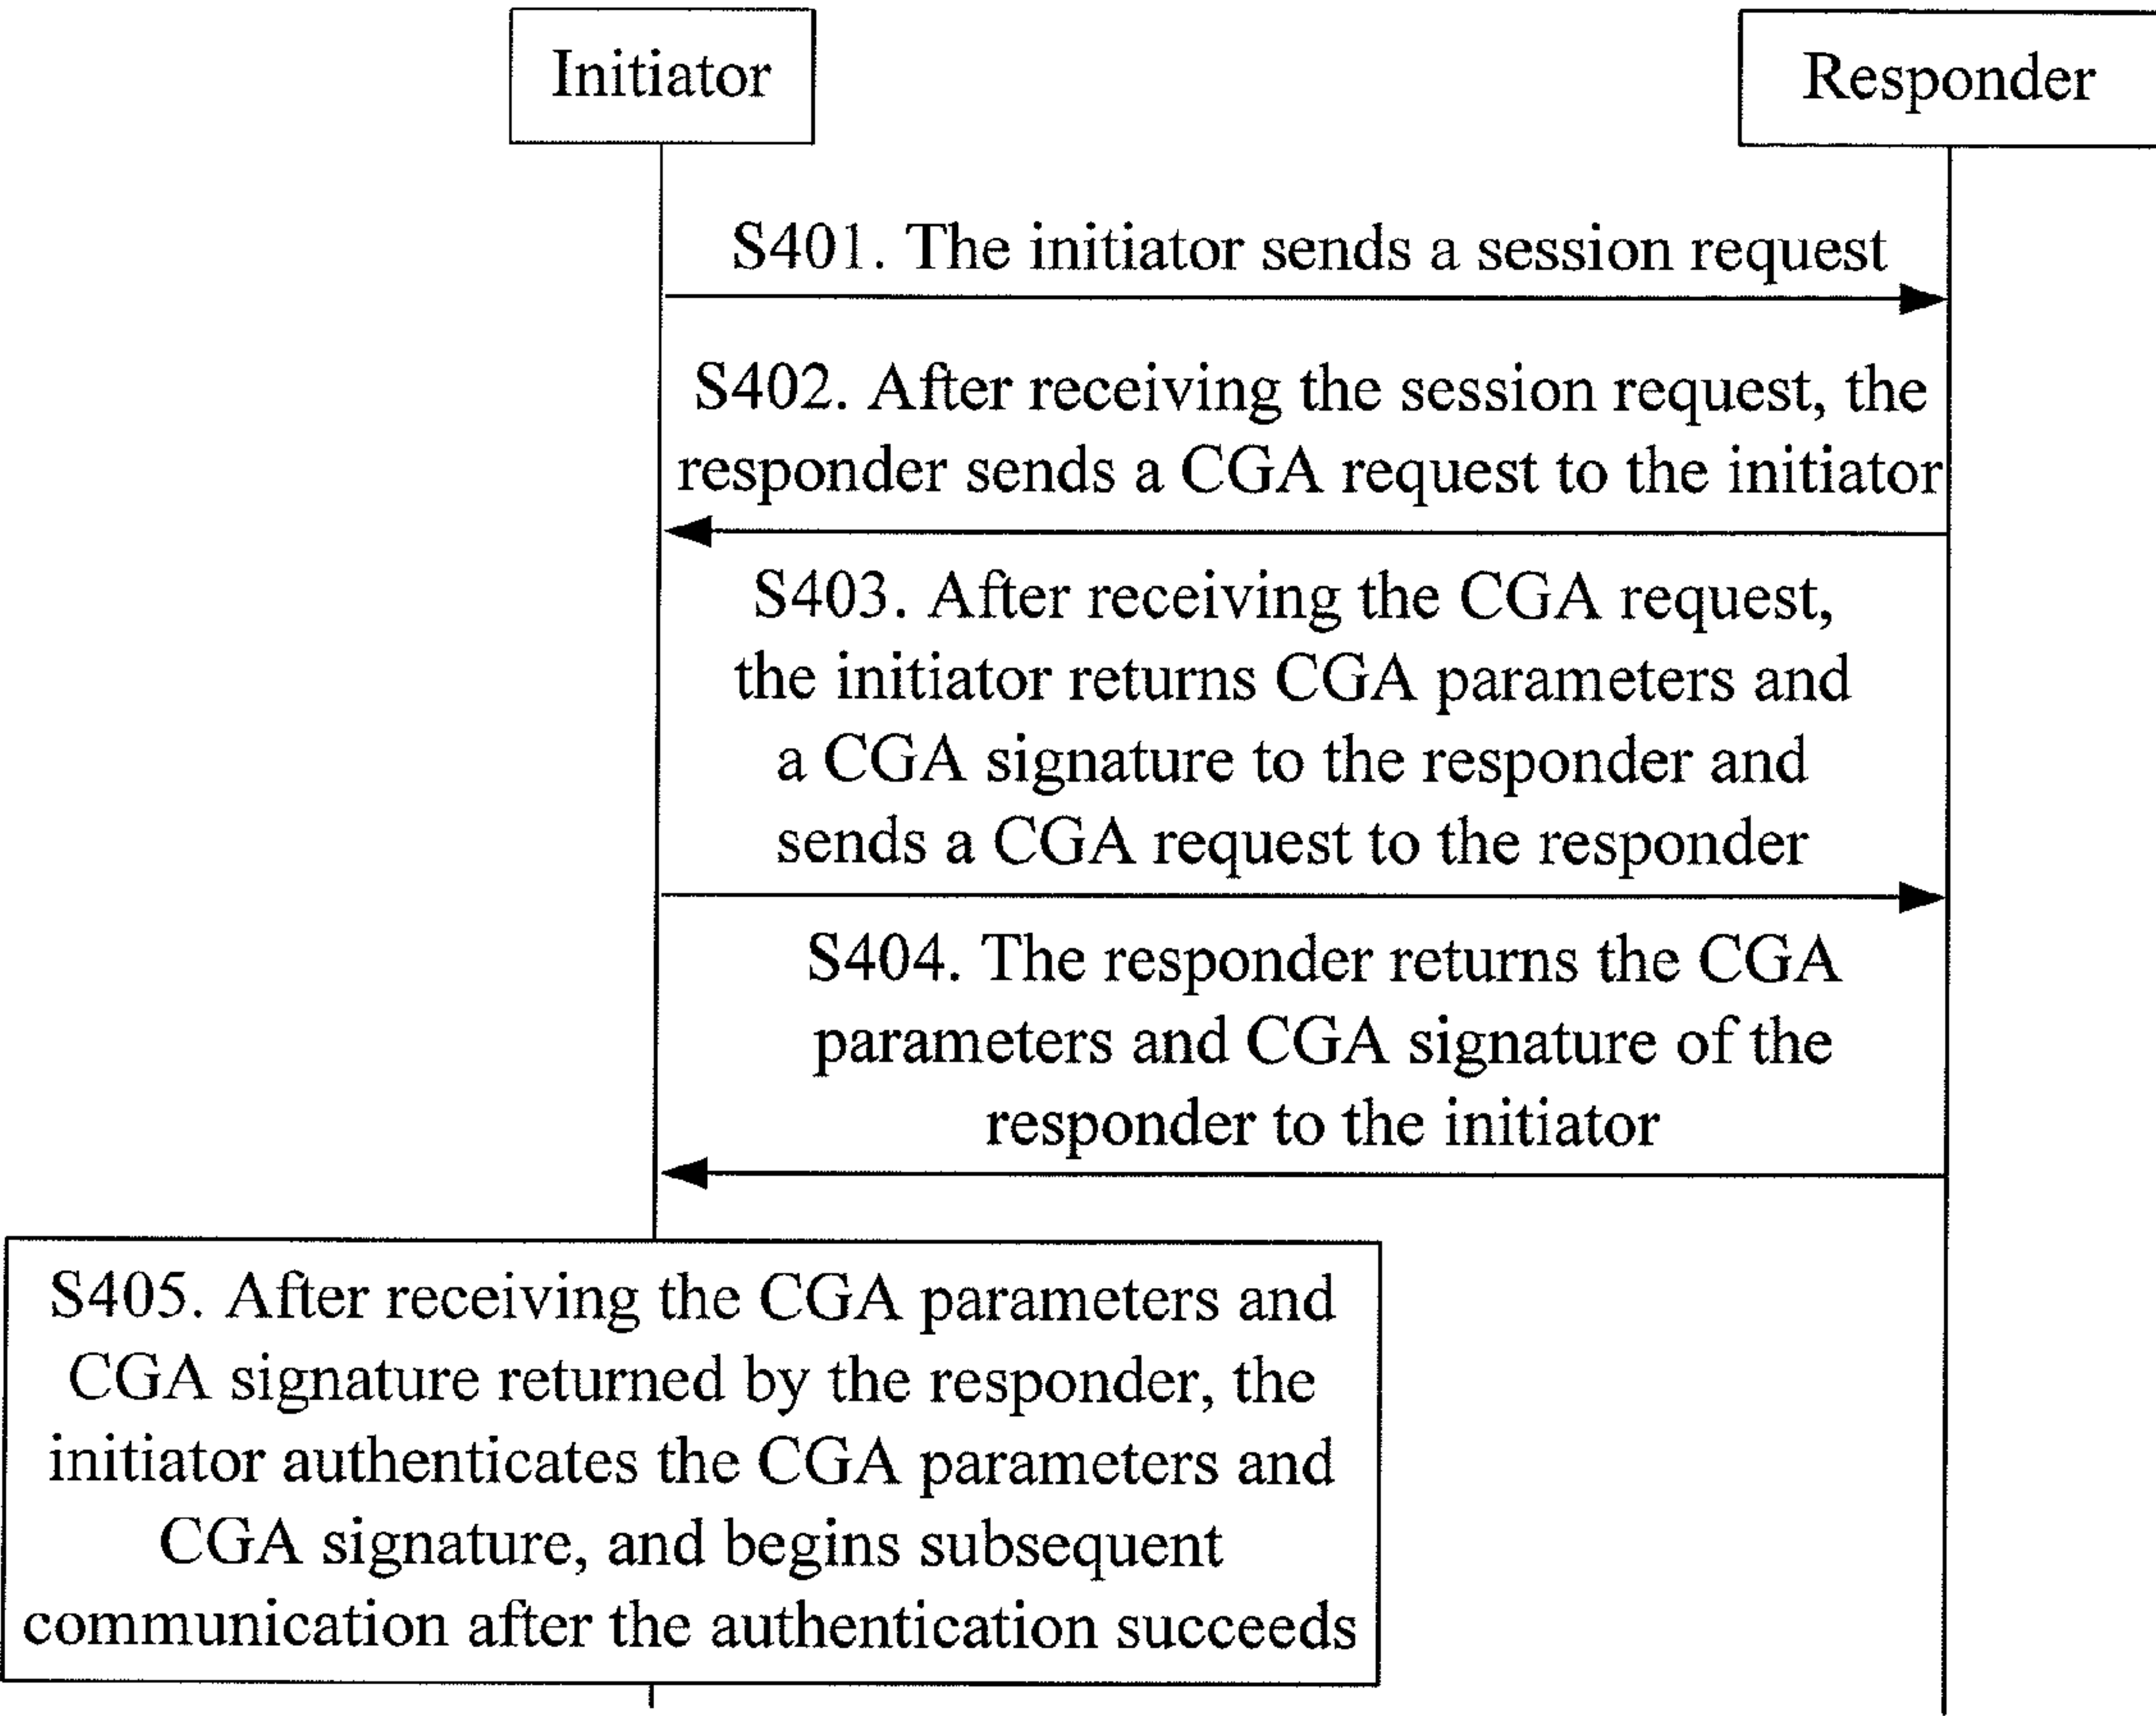 Initiator
Responder
S401. The initiator sends a session request
S402. After receiving the session request, the
responder sends a CGA request to the initiator
S403. After receiving the CGA request,
the initiator returns CGA parameters and
a CGA signature to the responder and
sends a CGA request to the responder
S404. The responder returns the CGA
parameters and CGA signature of the
responder to the initiator
S405. After receiving the CGA parameters and
CGA signature returned by the responder, the
initiator authenticates the CGA parameters and
CGA signature, and begins subsequent
communication after the authentication succeeds